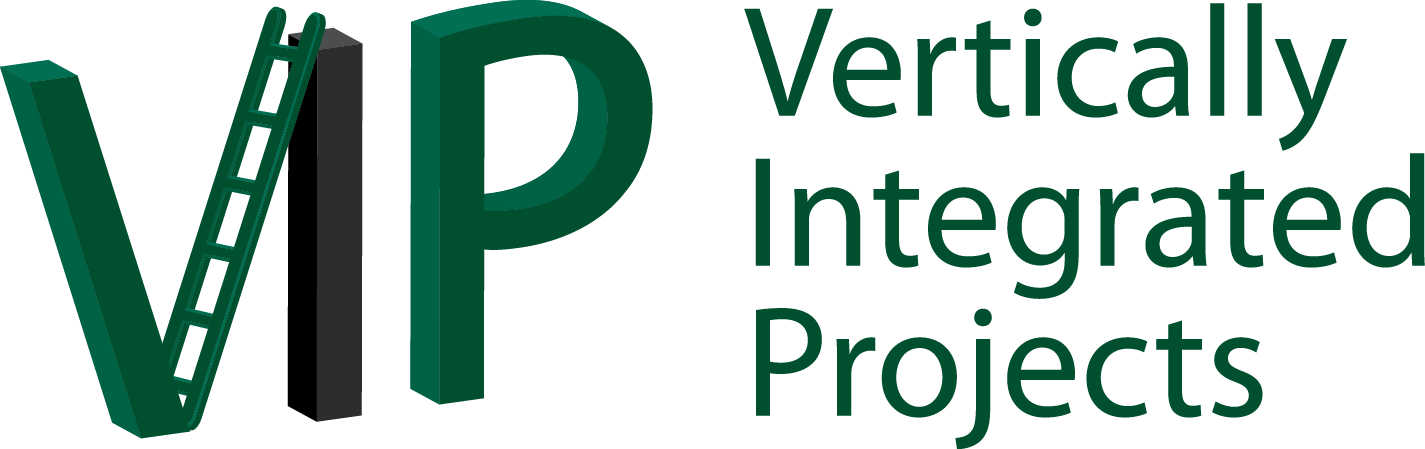 VIP
Vertically
Integrated
Projects